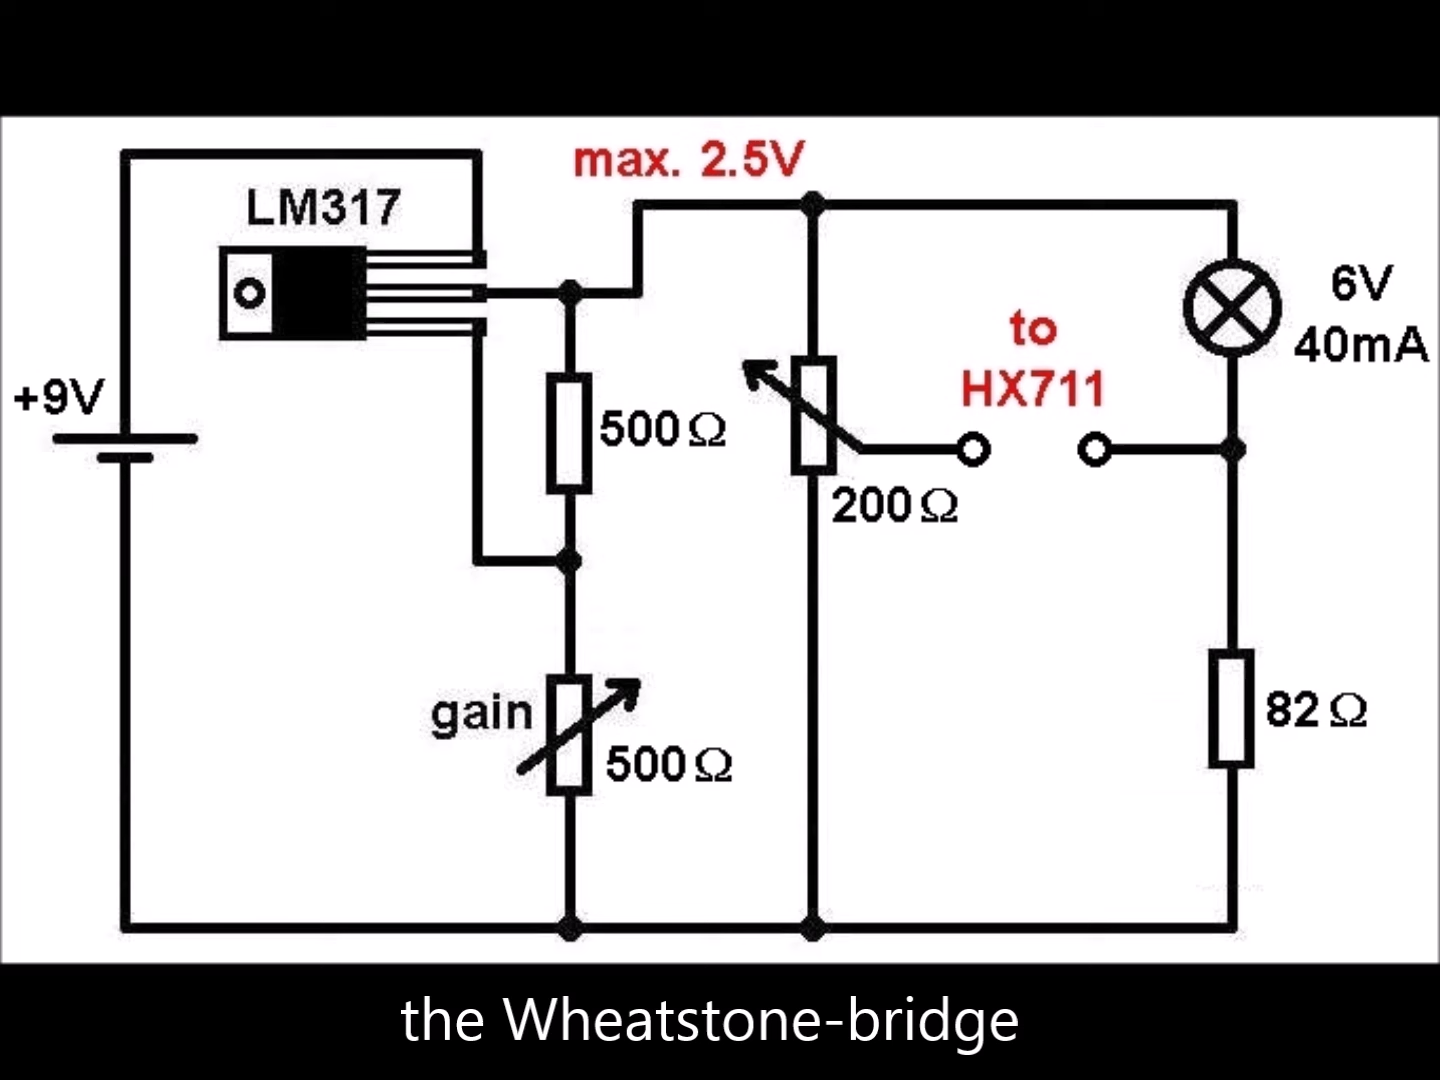 max. 2.5V
LM317
6V
40mA
to
HX711
+9V
500Ω
200Ω
gain
500Ω
82Ω
the Wheatstone-bridge